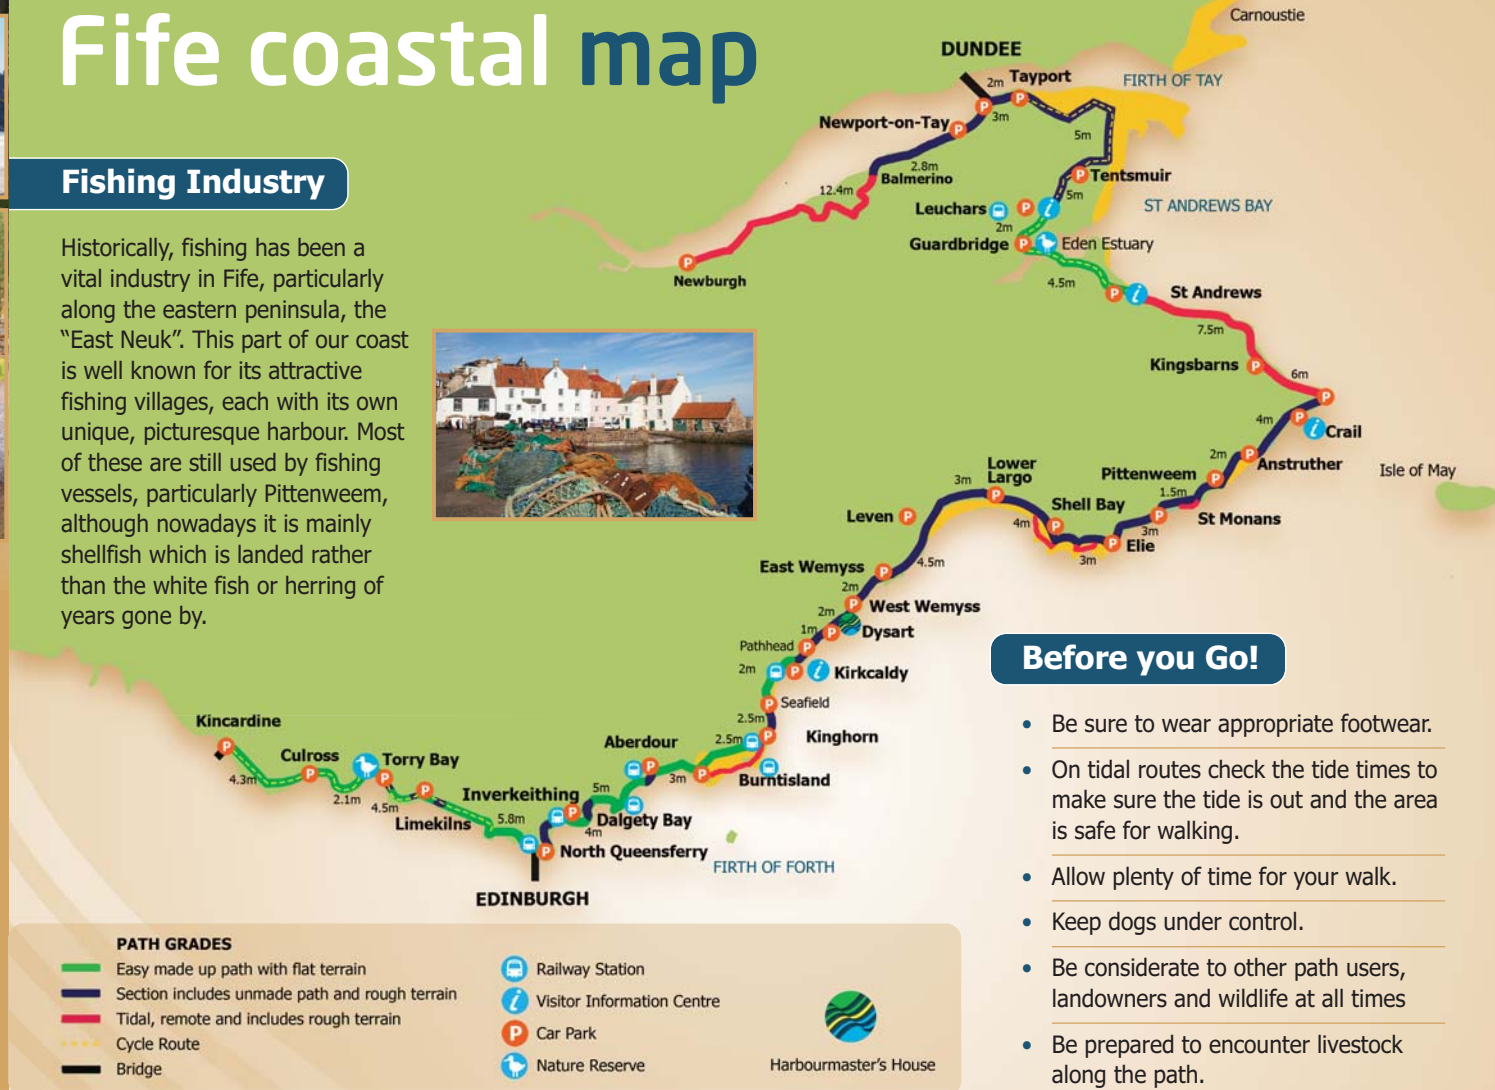 Fife coastal map
Fishing Industry
Historically, fishing has been a
vital industry in Fife, particularly
along the eastern peninsula, the
“East Neuk”. This part of our coast
is well known for its attractive
fishing villages, each with its own
unique, picturesque harbour. Most
of these are still used by fishing
vessels, particularly Pittenweem,
although nowadays it is mainly
shellfish which is landed rather
than the white fish or herring of
years gone by.
Carnoustie
DUNDEE
2m
Tayport
FIRTH OF TAY
Newport-on-Tay
3m
5m
2.8m
Balmerino
12.4m
Tentsmuir
5m
Leuchars
ST ANDREWS BAY
2m
Guardbridge
Eden Estuary
Newburgh
4.5m
St Andrews
7.5m
Kingsbarns
6m
4m
Crail
2m
Anstruther
Isle of May
Pittenweem
1.5m
St Monans
Lower
Largo
3m
Shell Bay
4m
3m
Elie
3m
Leven
4.5m
East Wemyss
2m
West Wemyss
2m
Dysart
1m
Pathhead
2m
Kirkcaldy
Seafield
2.5m
Kinghorn
2.5m
Burntisland
Aberdour
3m
5m
Dalgety Bay
Inverkeithing
4m
North Queensferry
FIRTH OF FORTH
EDINBURGH
5.8m
Limekilns
4.5m
Torry Bay
2.1m
Culross
4.3m
Kincardine
PATH GRADES
Easy made up path with flat terrain
Section includes unmade path and rough terrain
Tidal, remote and includes rough terrain
Cycle Route
Bridge
Railway Station
Visitor Information Centre
Car Park
Nature Reserve
Harbourmaster’s House
Before you Go!
• Be sure to wear appropriate footwear.
• On tidal routes check the tide times to
make sure the tide is out and the area
is safe for walking.
• Allow plenty of time for your walk.
• Keep dogs under control.
• Be considerate to other path users,
landowners and wildlife at all times
• Be prepared to encounter livestock
along the path.